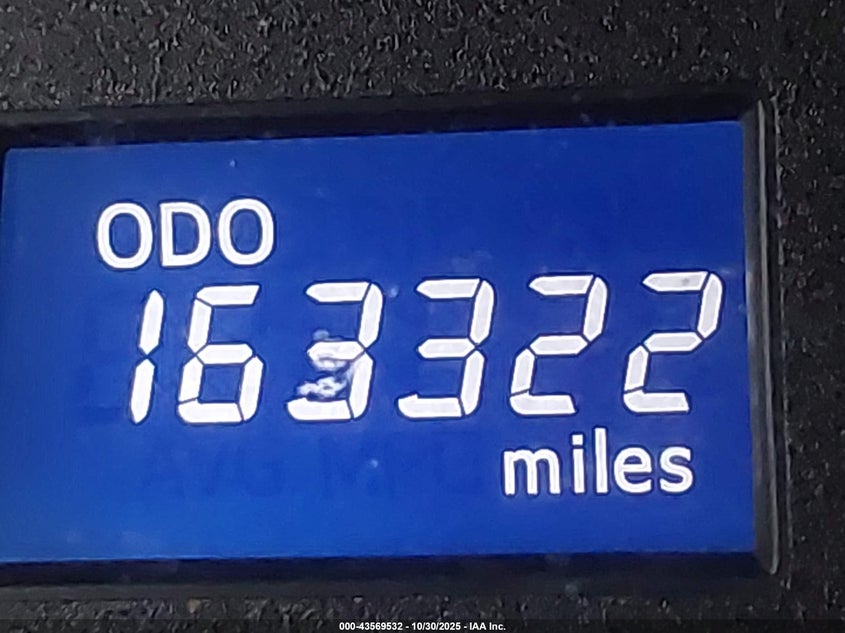 ODO
163322
miles
000-43569532 - 10/30/2025 - IAA Inc.